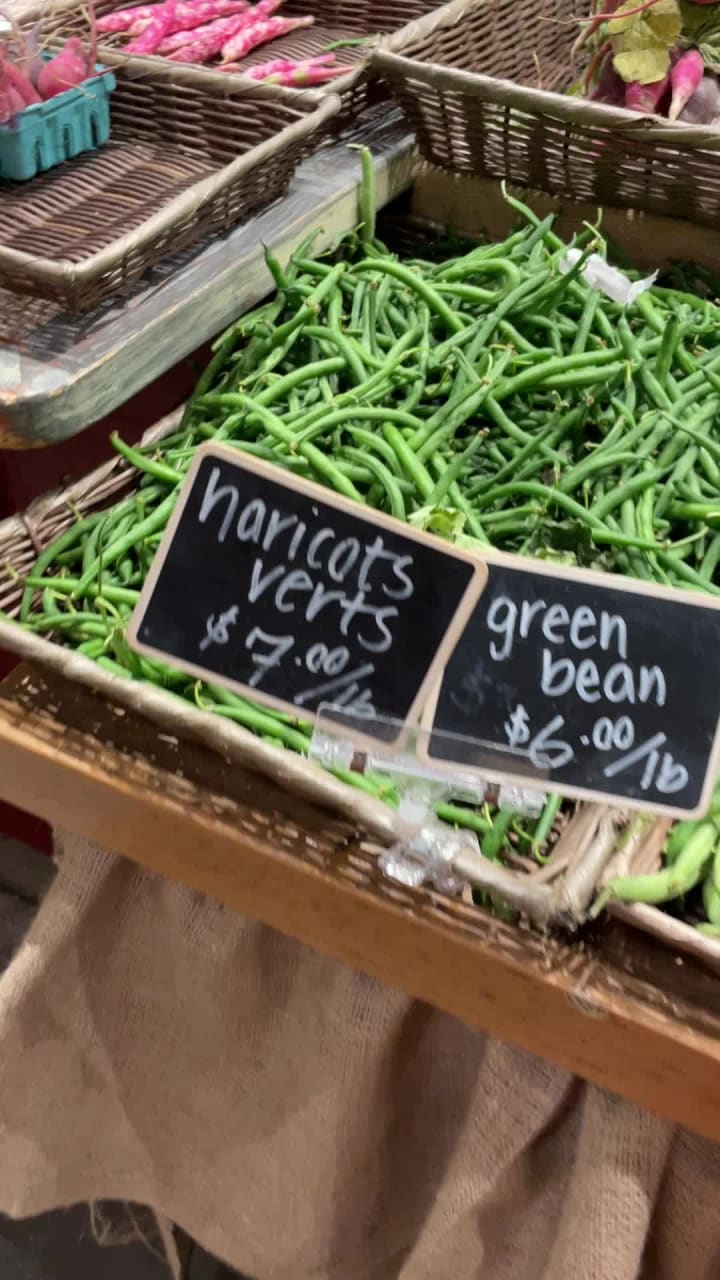 haricots
verts
$7.00/lb
green
bean
$6.00/lb